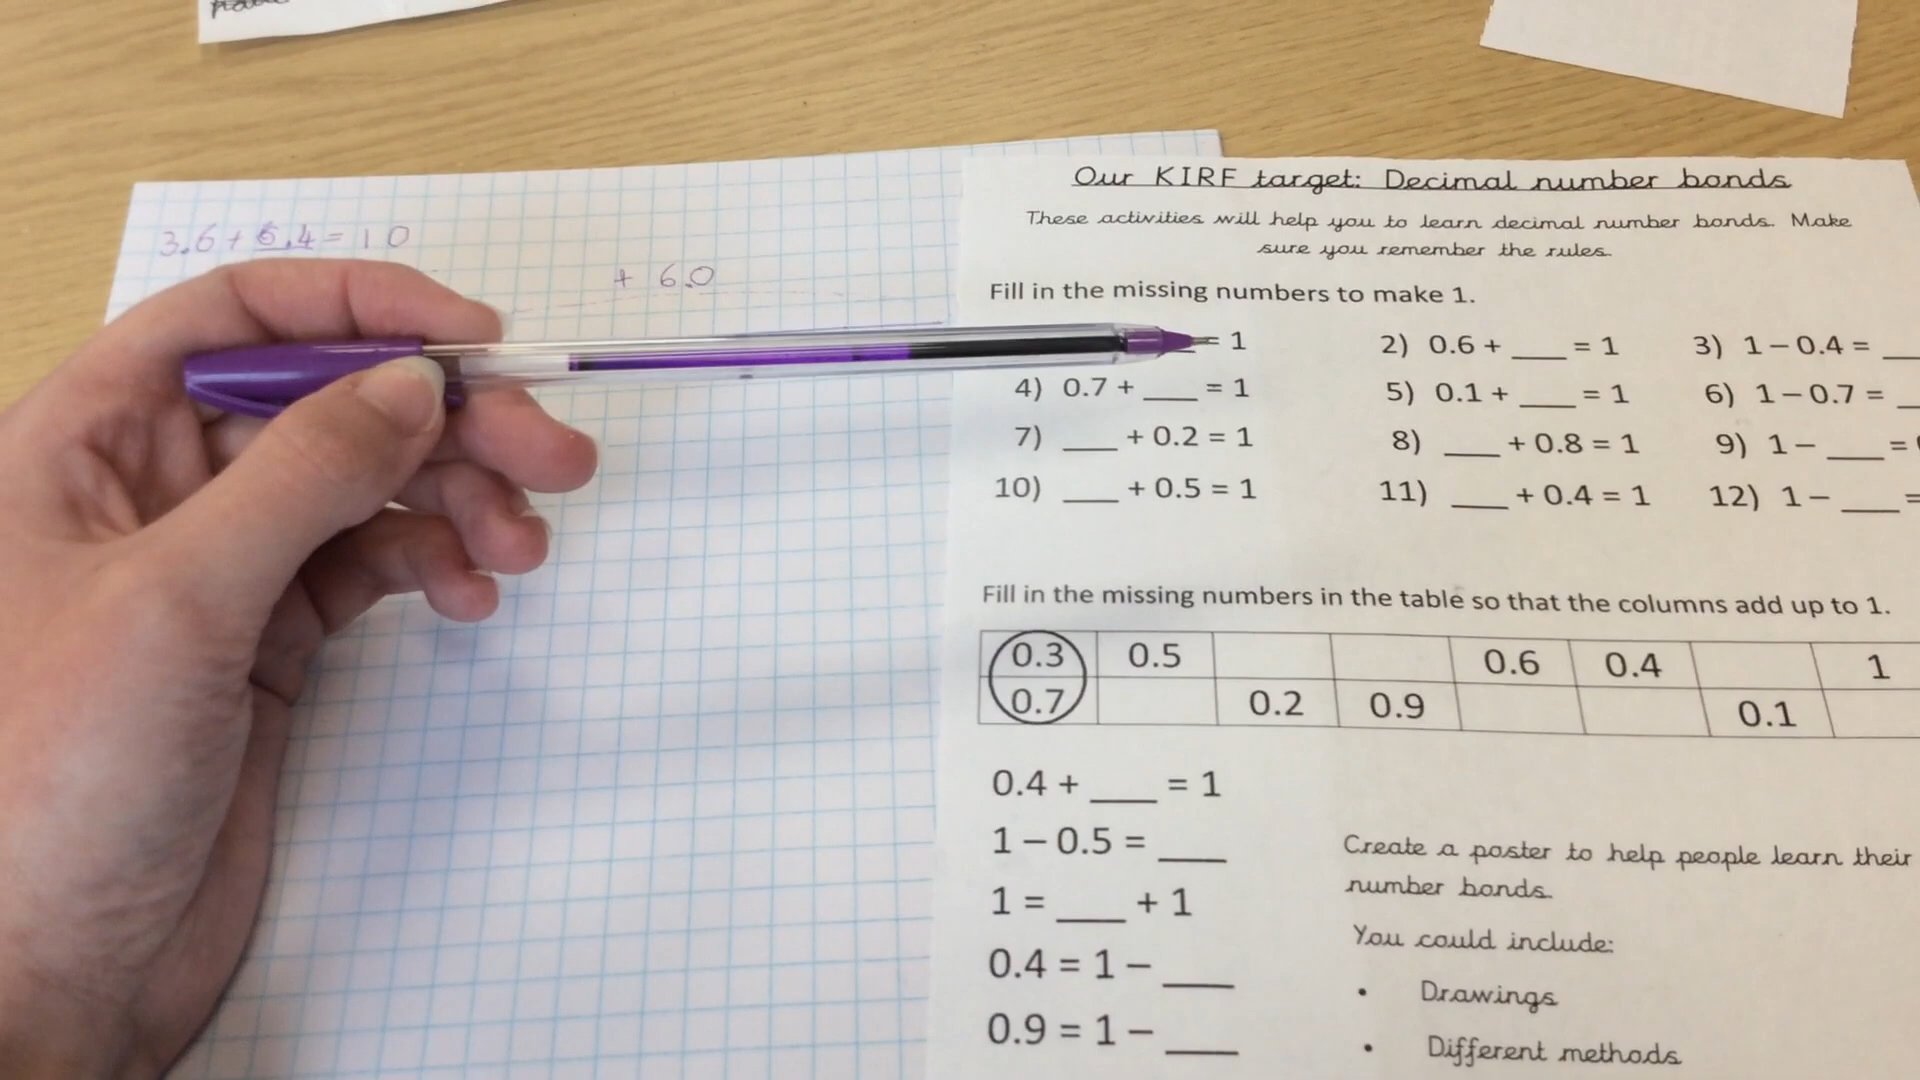 3.6 + 6.4 = 10
+ 6.0
Our KIRF target: Decimal number bonds
These activities will help you to learn decimal number bonds. Make
sure you remember the rules.
Fill in the missing numbers to make 1.
= 1 2) 0.6 + ___ = 1 3) 1 – 0.4 = ___
4) 0.7 + ___ = 1 5) 0.1 + ___ = 1 6) 1 – 0.7 = ___
7) ___ + 0.2 = 1 8) ___ + 0.8 = 1 9) 1 – ___ =
10) ___ + 0.5 = 1 11) ___ + 0.4 = 1 12) 1 – ___ =
Fill in the missing numbers in the table so that the columns add up to 1.
0.3 0.5 0.6 0.4 1
0.7 0.2 0.9 0.1
0.4 + ___ = 1
1 – 0.5 = ___
1 = ___ + 1
0.4 = 1 – ___
0.9 = 1 – ___
Create a poster to help people learn their
number bonds.
You could include:
• Drawings
• Different methods